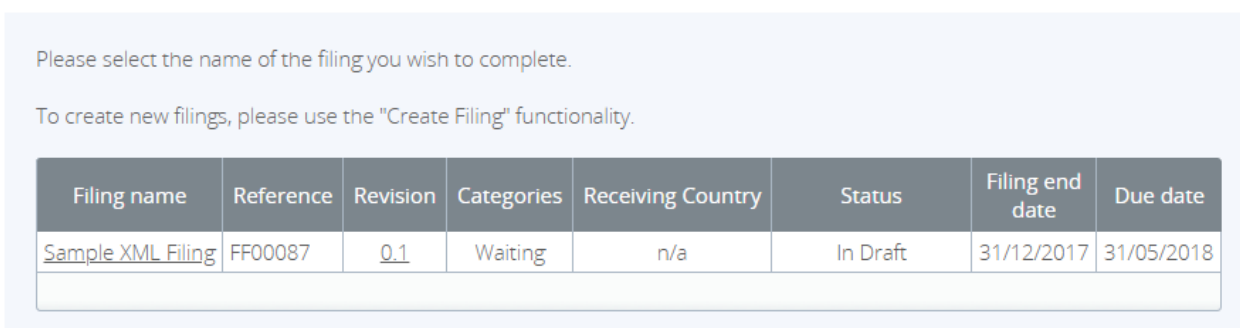 Please select the name of the filing you wish to complete.
To create new filings, please use the "Create Filing" functionality.
Filing name Reference Revision Categories Receiving Country Status Filing end date Due date
Sample XML Filing FF00087 0.1 Waiting n/a In Draft 31/12/2017 31/05/2018